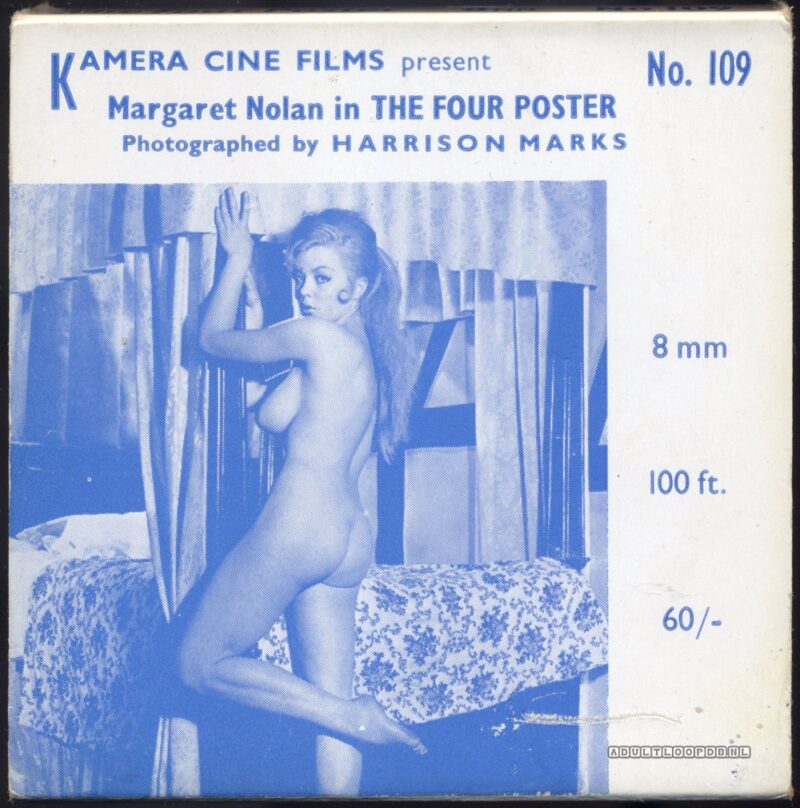 KAMERA CINE FILMS present
No. 109
Margaret Nolan in THE FOUR POSTER
Photographed by HARRISON MARKS
8 mm
100 ft.
60/-
ADULTLOOPDB.NL